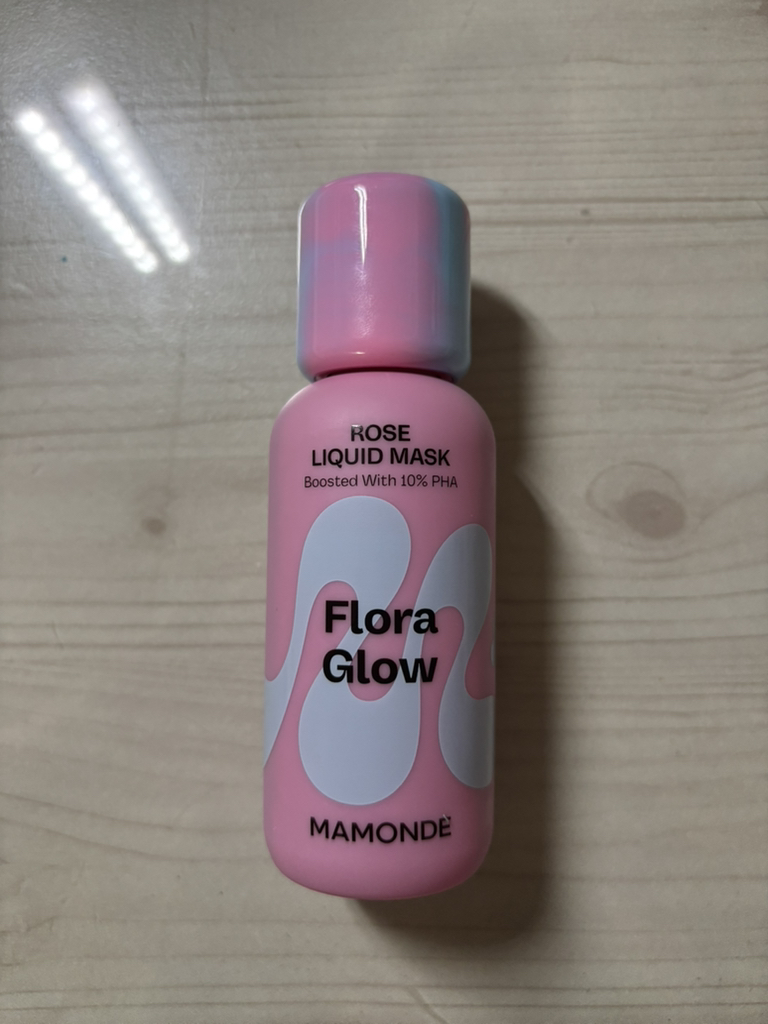 ROSE
LIQUID MASK
Boosted With 10% PHA
Flora
Glow
MAMONDE